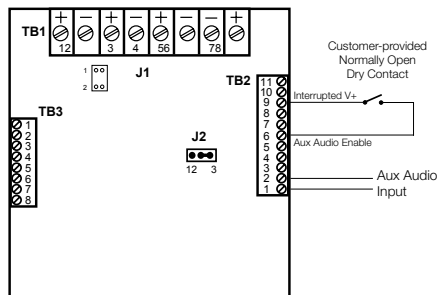 + − + − + − − +
TB1
12 3 4 56 78
Customer-provided
Normally Open
Dry Contact
1
2
J1
TB2
11
10
9
8
7
6
5
4
3
2
1
Interrupted V+
Aux Audio Enable
Aux Audio
Input
TB3
1
2
3
4
5
6
7
8
J2
12 3